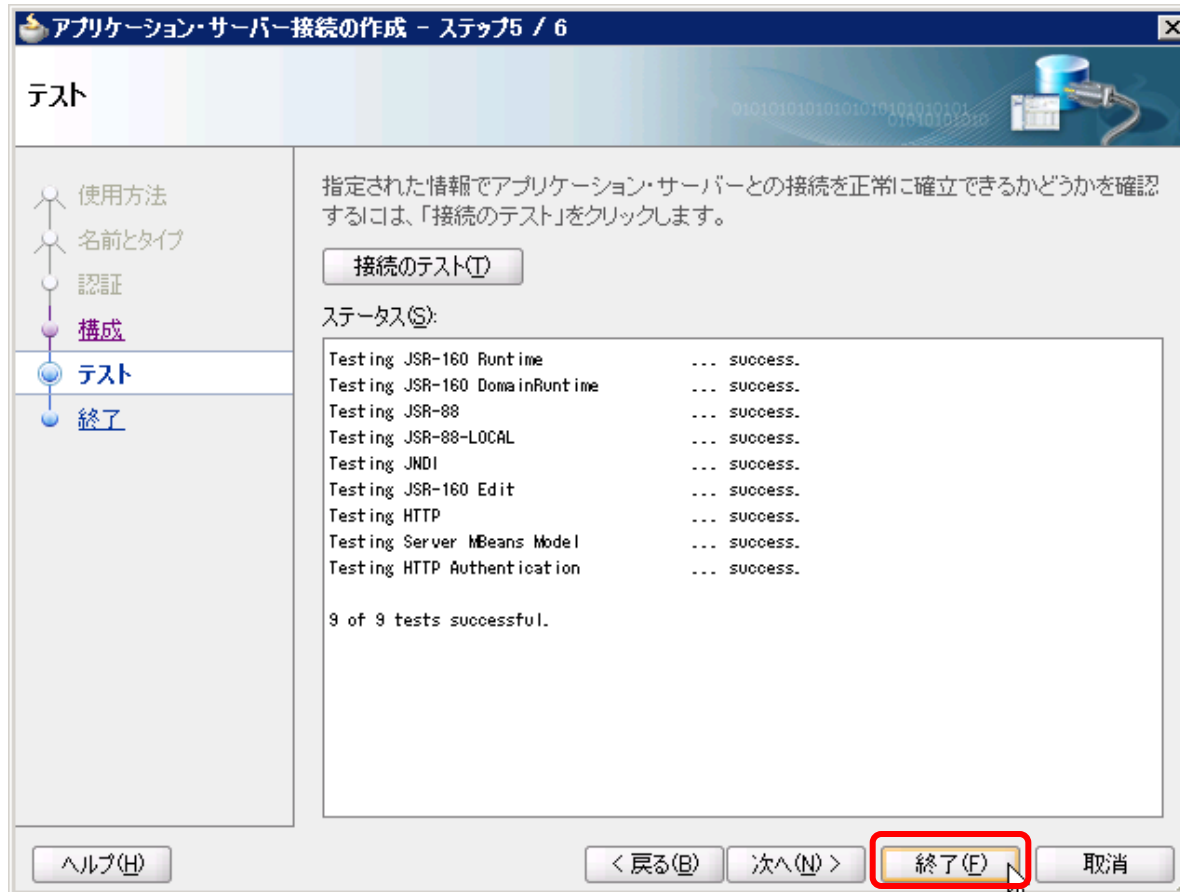 アプリケーション・サーバー接続の作成 - ステップ5 / 6
テスト
使用方法
名前とタイプ
認証
構成
テスト
終了
指定された情報でアプリケーション・サーバーとの接続を正常に確立できるかどうかを確認
するには、「接続のテスト」をクリックします。
接続のテスト(T)
ステータス(S):
Testing JSR-160 Runtime ... success.
Testing JSR-160 DomainRuntime ... success.
Testing JSR-88 ... success.
Testing JSR-88-LOCAL ... success.
Testing JNDI ... success.
Testing JSR-160 Edit ... success.
Testing HTTP ... success.
Testing Server MBeans Model ... success.
Testing HTTP Authentication ... success.
9 of 9 tests successful.
ヘルプ(H)
< 戻る(B)
次へ(N) >
終了(F)
取消